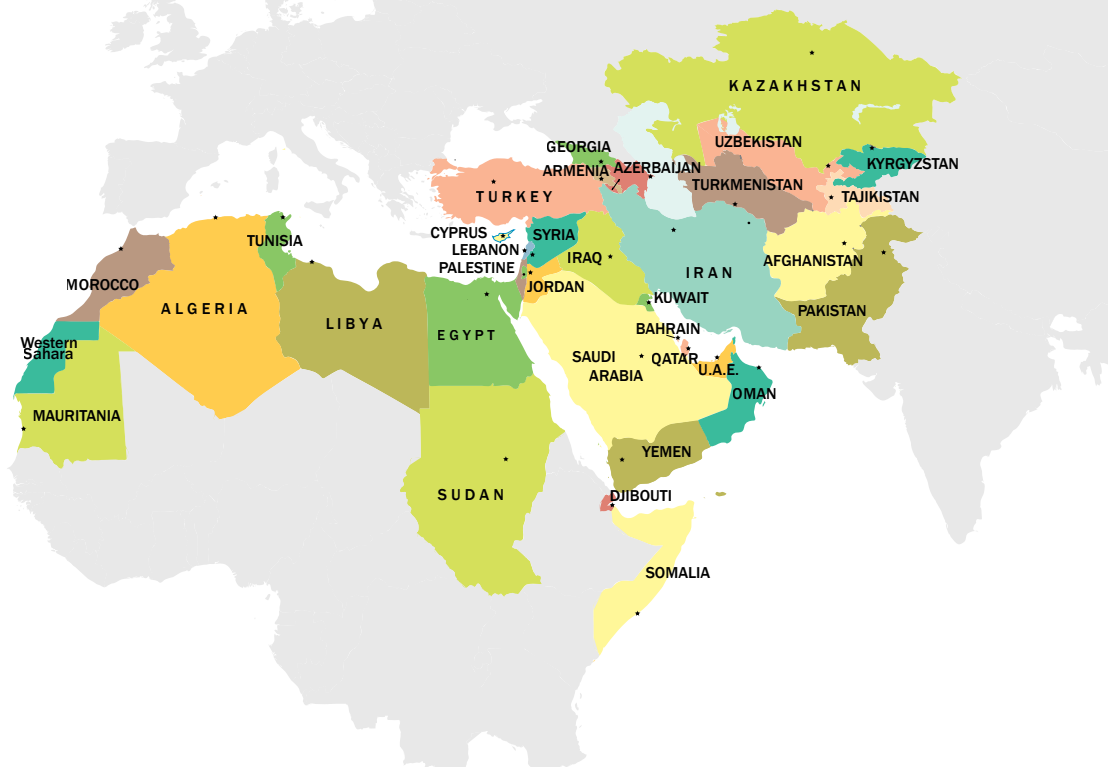 KAZAKHSTAN
UZBEKISTAN
GEORGIA
KYRGYZSTAN
ARMENIA
AZERBAIJAN
TURKMENISTAN
TURKEY
TAJIKISTAN
CYPRUS
SYRIA
TUNISIA
LEBANON
IRAQ
AFGHANISTAN
PALESTINE
IRAN
MOROCCO
JORDAN
KUWAIT
ALGERIA
PAKISTAN
LIBYA
BAHRAIN
EGYPT
Western
Sahara
SAUDI
ARABIA
QATAR
U.A.E.
OMAN
MAURITANIA
YEMEN
SUDAN
DJIBOUTI
SOMALIA